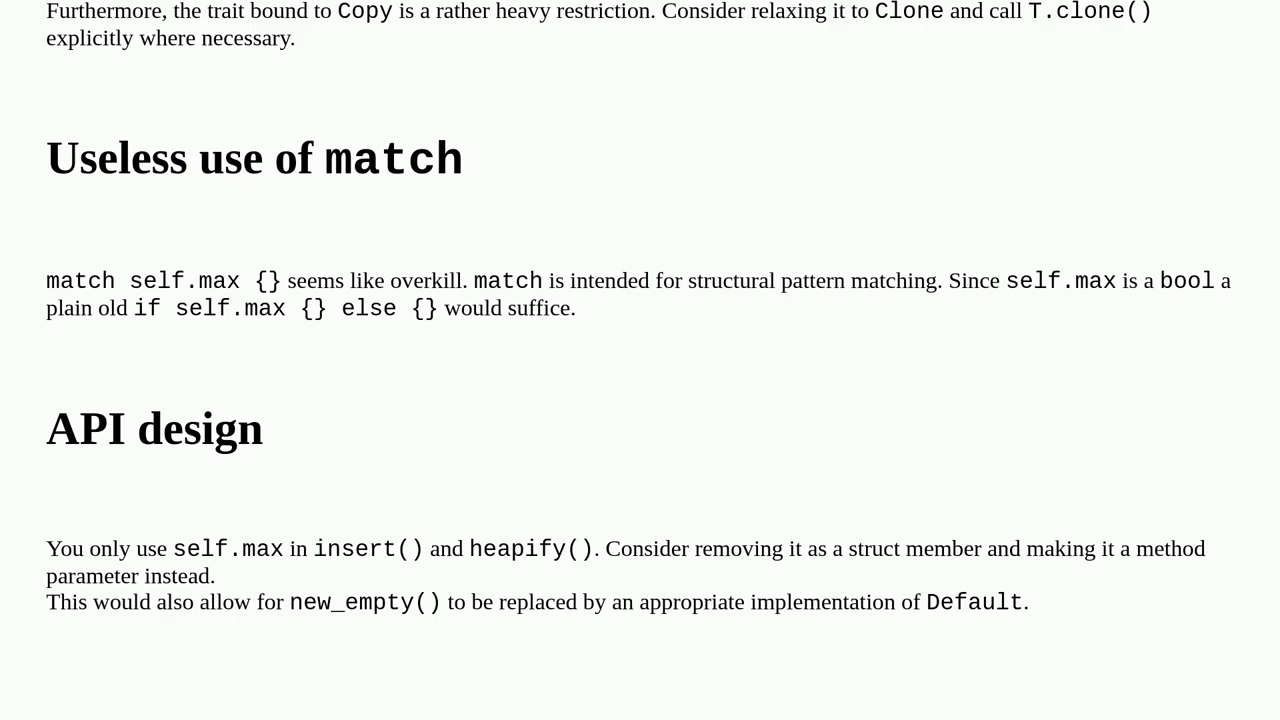 Furthermore, the trait bound to Copy is a rather heavy restriction. Consider relaxing it to Clone and call T.clone()
explicitly where necessary.
Useless use of match
match self.max {} seems like overkill. match is intended for structural pattern matching. Since self.max is a bool a
plain old if self.max {} else {} would suffice.
API design
You only use self.max in insert() and heapify(). Consider removing it as a struct member and making it a method
parameter instead.
This would also allow for new_empty() to be replaced by an appropriate implementation of Default.